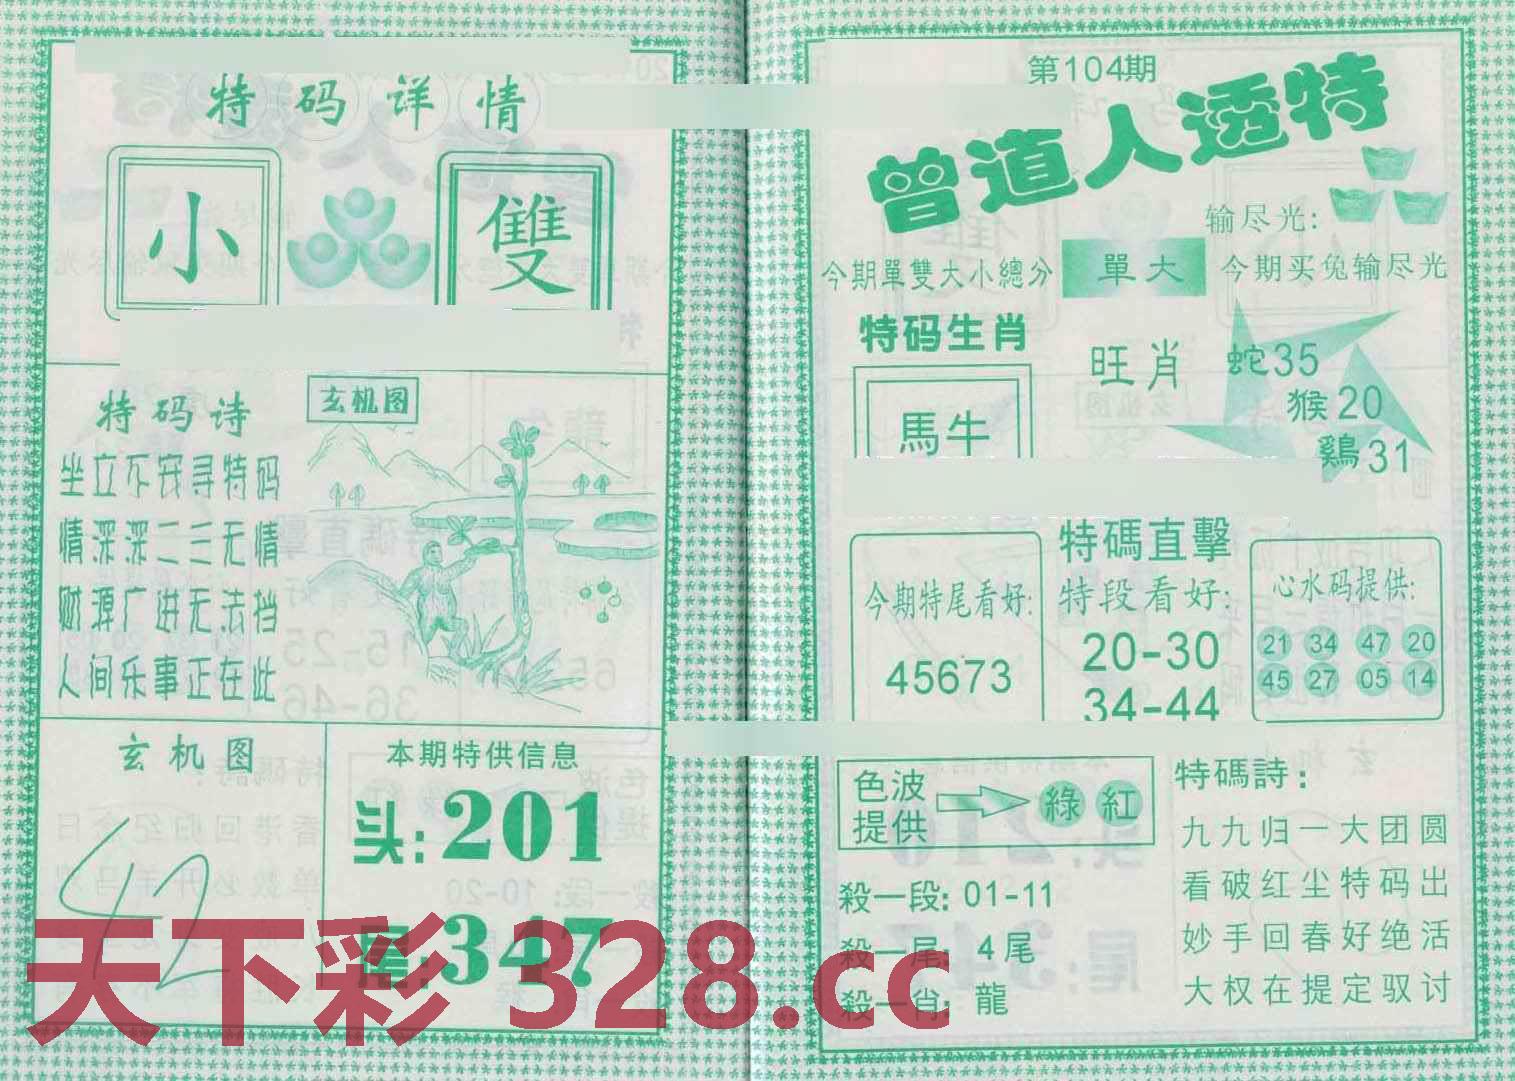 特码详情
小 雙
特码诗
坐立不安寻特码
情深深二三无情
财源广进无法挡
人间乐事正在此
玄机图
玄机图
42
本期特供信息
头:201
尾:347
第104期
曾道人透特
输尽光:
今期單雙大小總分 單大 今期买兔输尽光
特码生肖
馬牛
旺肖 蛇35
猴20
鷄31
今期特尾看好:
45673
特碼直擊
特段看好:
20-30
34-44
心水码提供:
21 34 47 20
45 27 05 14
色波提供 綠 紅
殺一段:01-11
殺一尾:4尾
殺一肖:龍
特碼詩:
九九归一大团圆
看破红尘特码出
妙手回春好绝活
大权在提定驭讨
天下彩 328.cc